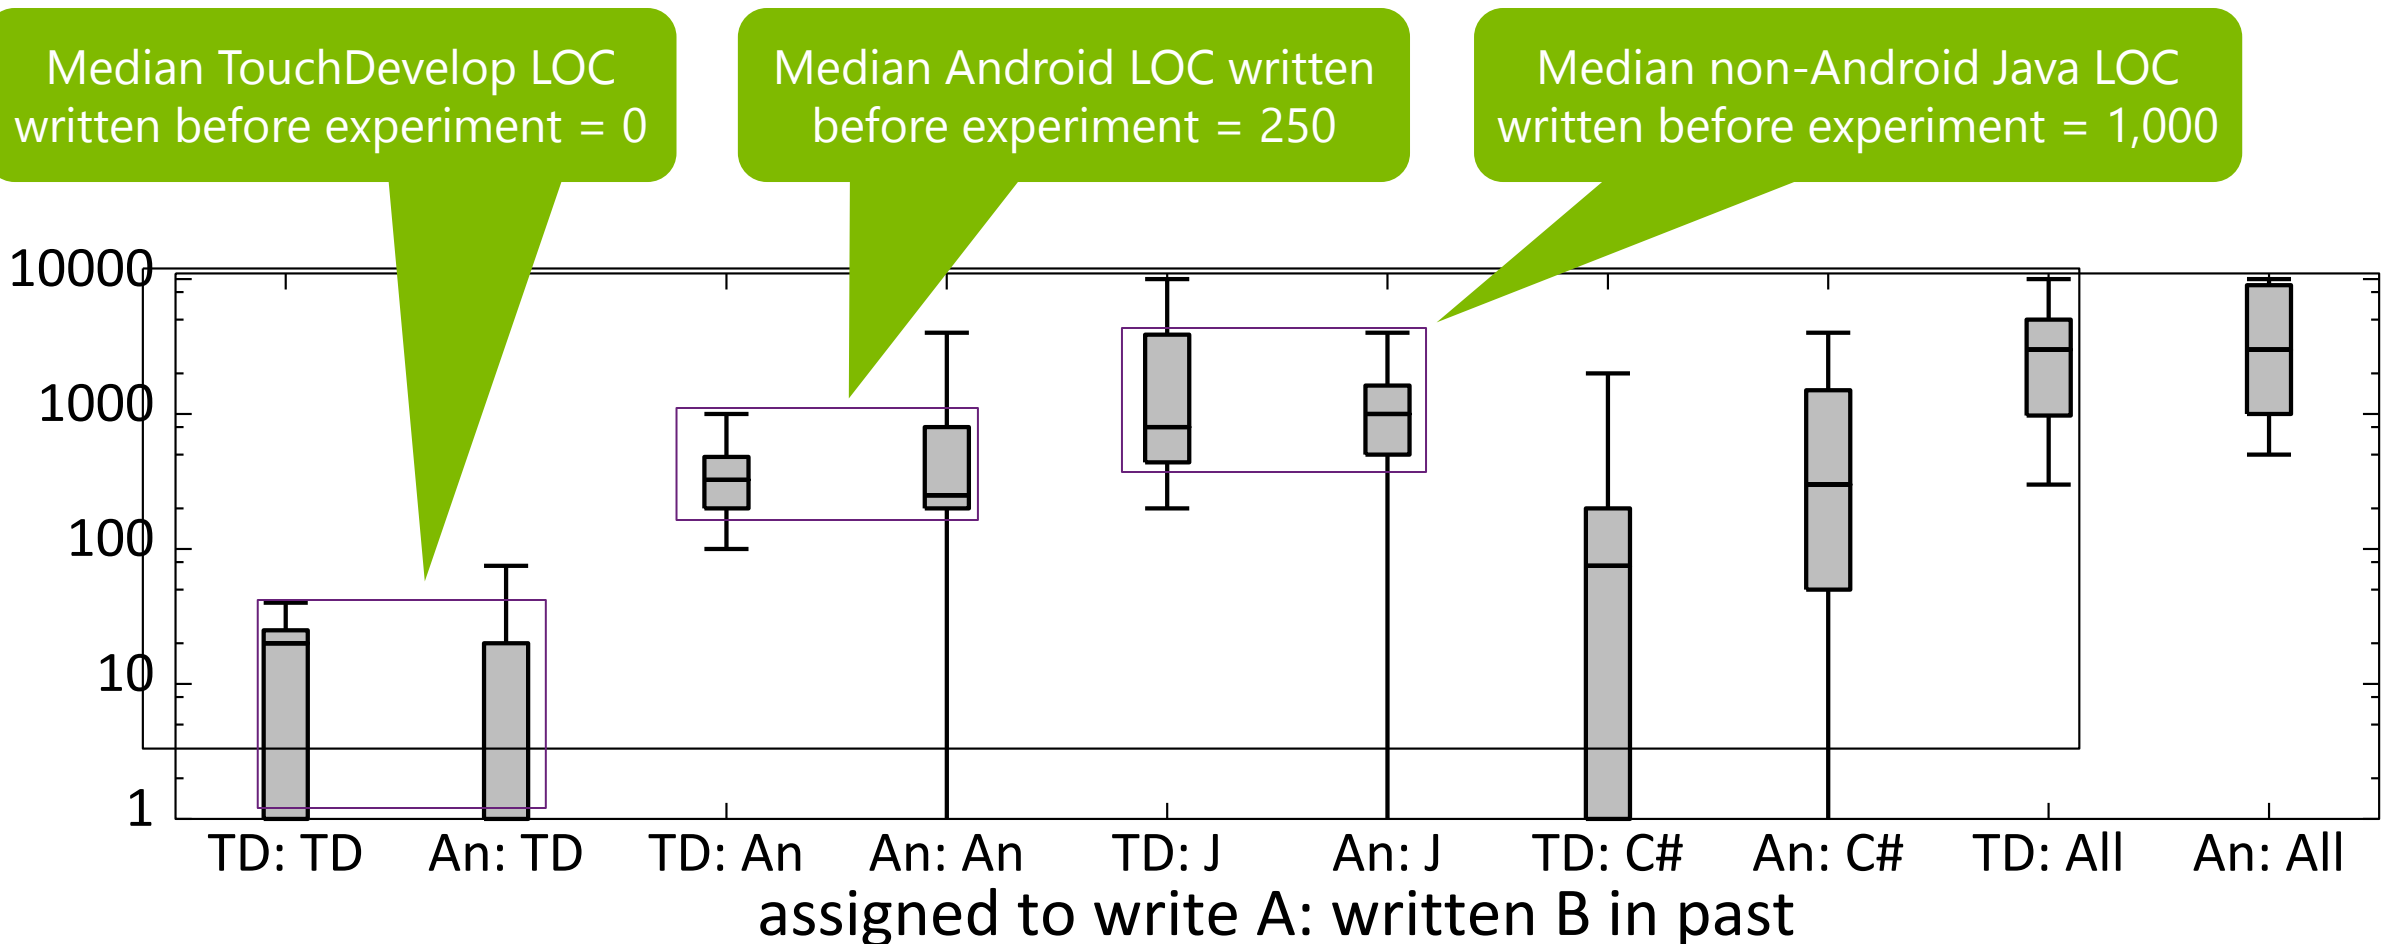 Median TouchDevelop LOC
written before experiment = 0
Median Android LOC written
before experiment = 250
Median non-Android Java LOC
written before experiment = 1,000
10000
1000
100
10
1
TD: TD An: TD TD: An An: An TD: J An: J TD: C# An: C# TD: All An: All
assigned to write A: written B in past